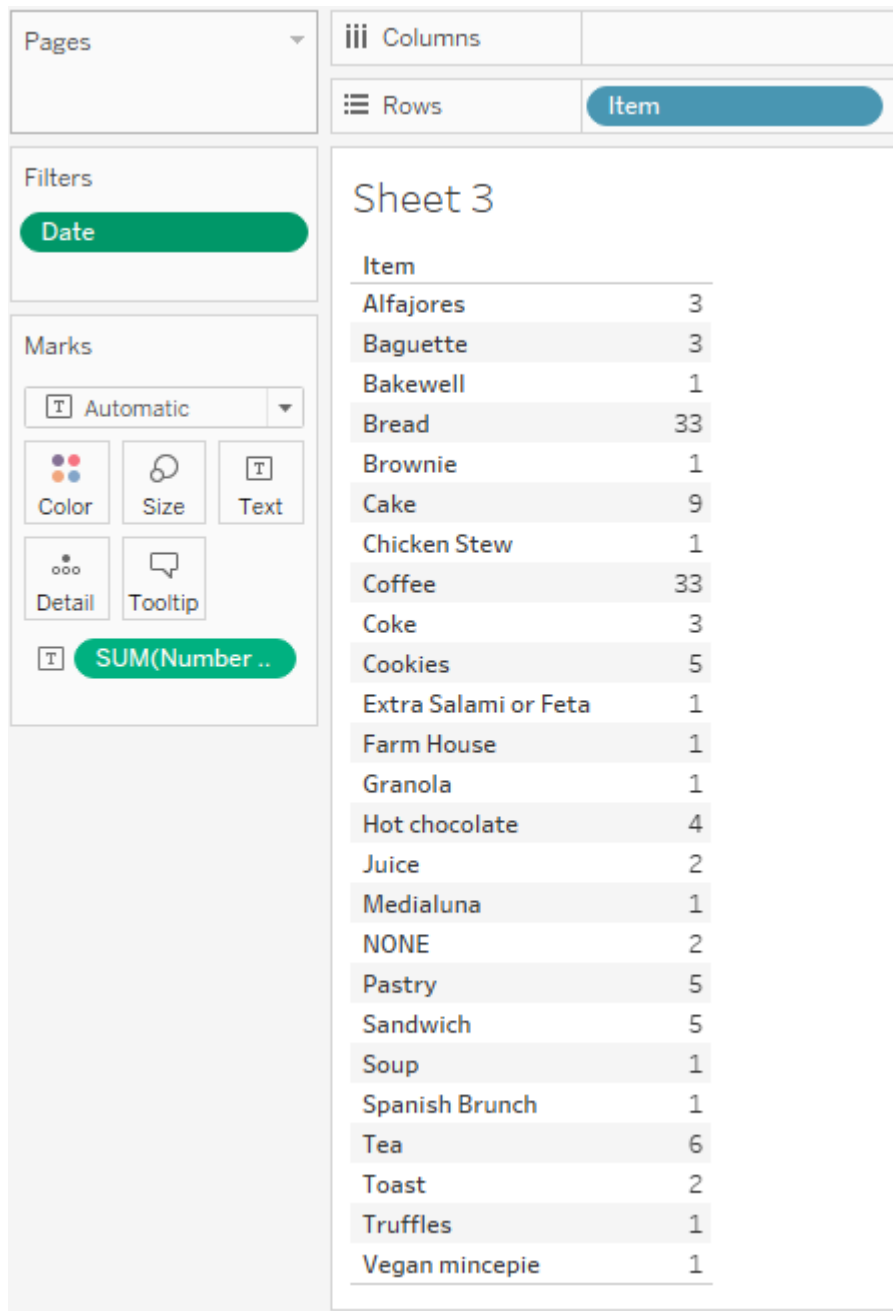 Pages
Columns
Rows
Item
Filters
Date
Marks
T Automatic
Color
Size
T
Text
Detail
Tooltip
T SUM(Number ..
Sheet 3
Item
Alfajores 3
Baguette 3
Bakewell 1
Bread 33
Brownie 1
Cake 9
Chicken Stew 1
Coffee 33
Coke 3
Cookies 5
Extra Salami or Feta 1
Farm House 1
Granola 1
Hot chocolate 4
Juice 2
Medialuna 1
NONE 2
Pastry 5
Sandwich 5
Soup 1
Spanish Brunch 1
Tea 6
Toast 2
Truffles 1
Vegan mincepie 1